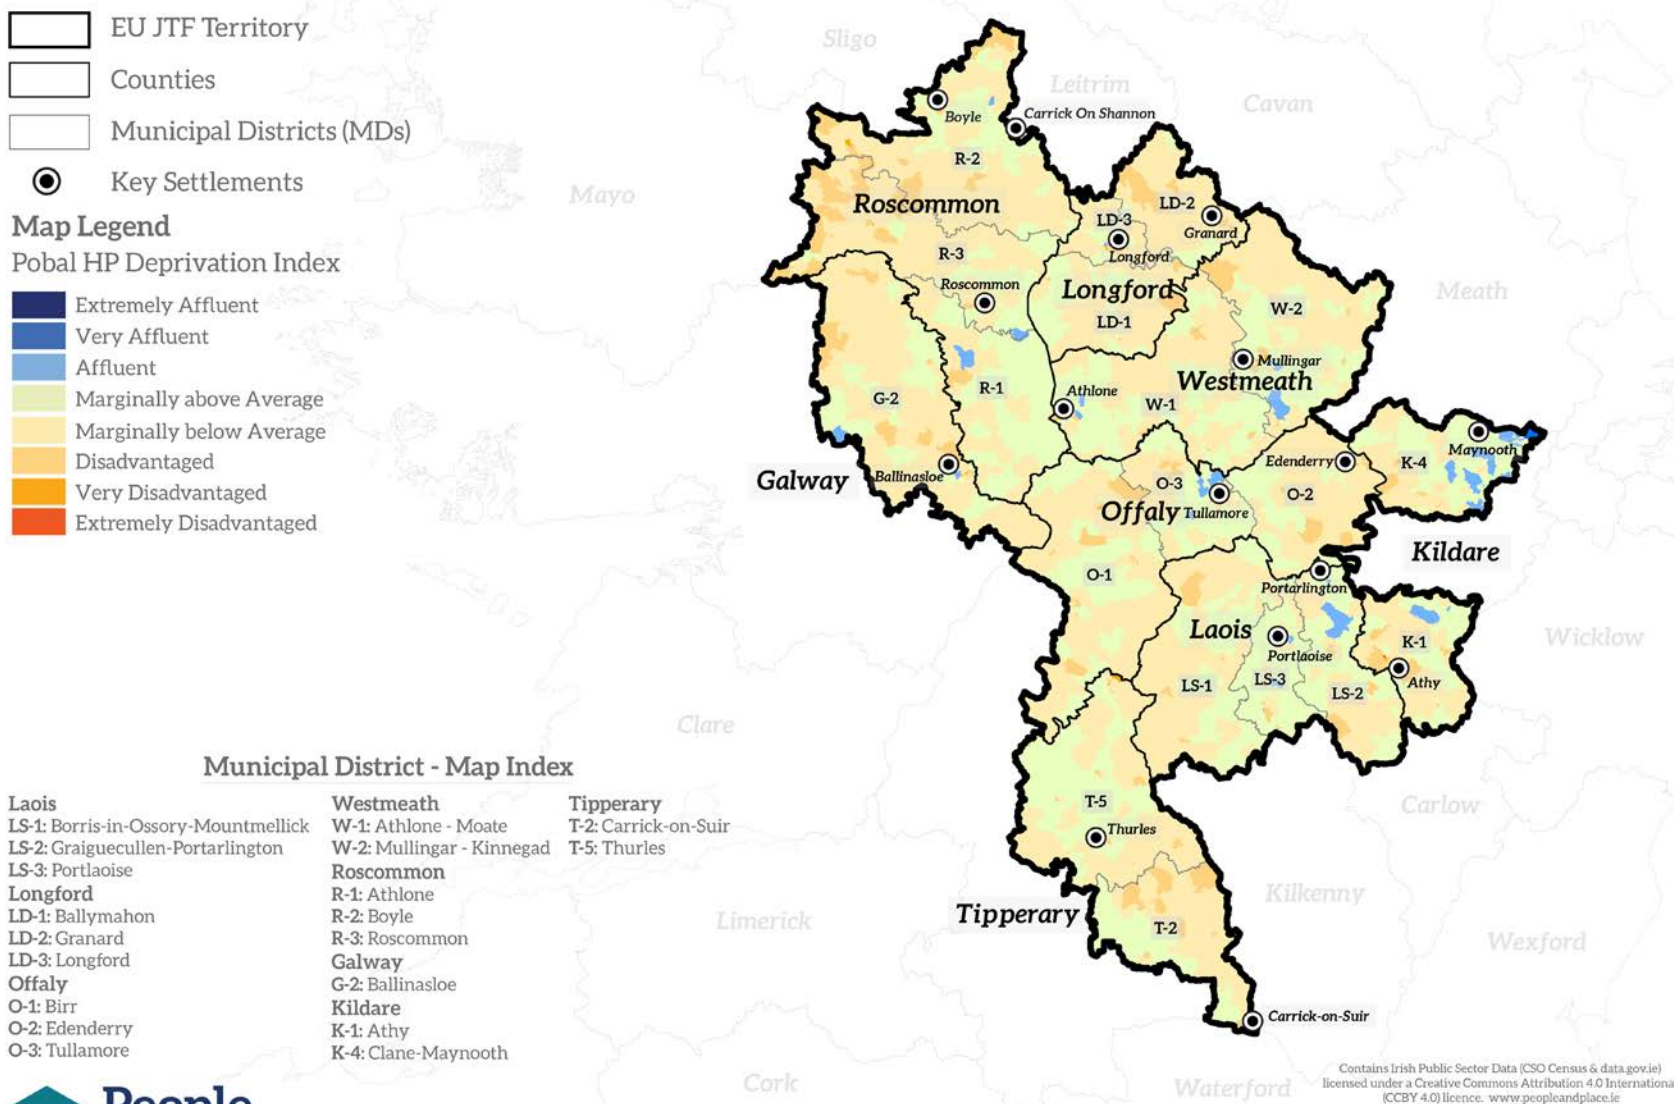 EU JTF Territory
Counties
Municipal Districts (MDs)
Key Settlements
Map Legend
Pobal HP Deprivation Index
Extremely Affluent
Very Affluent
Affluent
Marginally above Average
Marginally below Average
Disadvantaged
Very Disadvantaged
Extremely Disadvantaged
Sligo
Leitrim
Cavan
Mayo
Meath
Wicklow
Clare
Carlow
Limerick
Kilkenny
Wexford
Cork
Waterford
Boyle
Carrick On Shannon
R-2
Roscommon
LD-3
LD-2
Granard
Longford
R-3
Roscommon
Longford
LD-1
W-2
Mullingar
Westmeath
R-1
Athlone
W-1
G-2
Ballinasloe
Galway
Edenderry
K-4
Maynooth
O-3
O-2
Offaly
Tullamore
Kildare
O-1
Portarlington
Laois
Portlaoise
K-1
Athy
LS-1
LS-3
LS-2
T-5
Thurles
Tipperary
T-2
Carrick-on-Suir
Municipal District - Map Index
Laois
LS-1: Borris-in-Ossory-Mountmellick
LS-2: Graiguecullen-Portarlington
LS-3: Portlaoise
Longford
LD-1: Ballymahon
LD-2: Granard
LD-3: Longford
Offaly
O-1: Birr
O-2: Edenderry
O-3: Tullamore
Westmeath
W-1: Athlone - Moate
W-2: Mullingar - Kinnegad
Roscommon
R-1: Athlone
R-2: Boyle
R-3: Roscommon
Galway
G-2: Ballinasloe
Kildare
K-1: Athy
K-4: Clane-Maynooth
Tipperary
T-2: Carrick-on-Suir
T-5: Thurles
People
Contains Irish Public Sector Data (CSO Census & data.gov.ie)
licensed under a Creative Commons Attribution 4.0 Internationa
(CCBY 4.0) licence. www.peopleandplace.ie